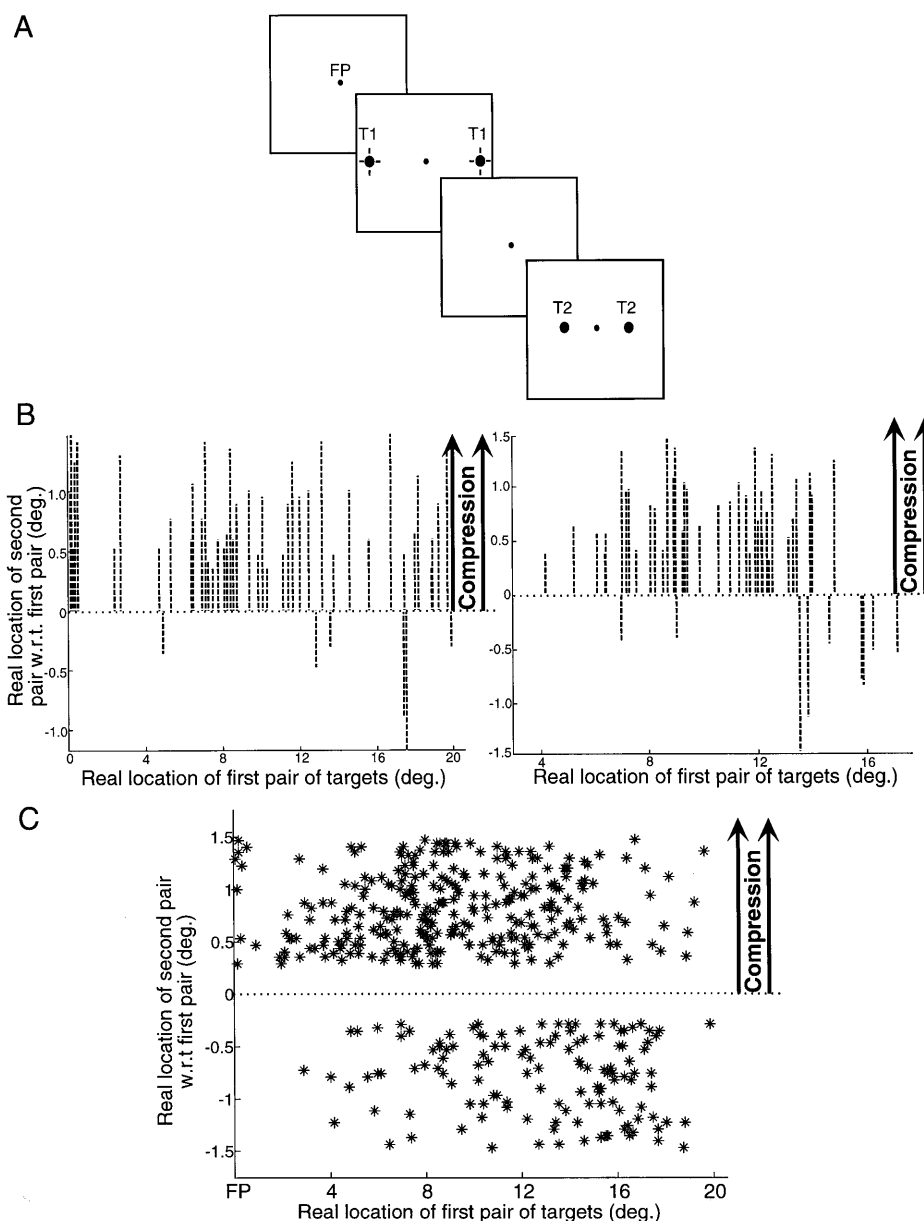 A
FP
T1 T1
T2 T2
B
Real location of second
pair w.r.t. first pair (deg.)
1.0
0.5
0
-0.5
-1.0
0 4 8 12 16 20
Real location of first pair of targets (deg.)
Compression
1.5
1.0
0.5
0
-0.5
-1.0
-1.5
4 8 12 16
Real location of first pair of targets (deg.)
Compression
C
Real location of second pair
w.r.t first pair (deg.)
1.5
1
0.5
0
-0.5
-1
-1.5
FP 4 8 12 16 20
Real location of first pair of targets (deg.)
Compression